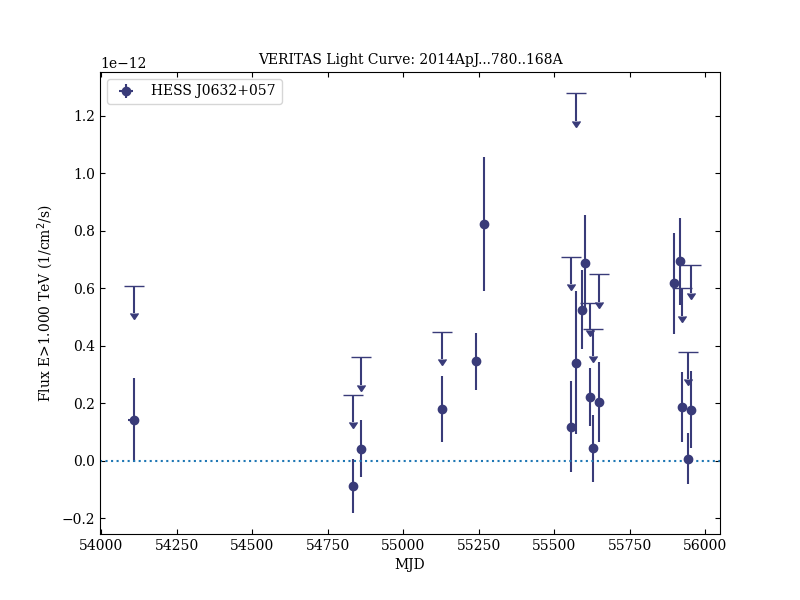 VERITAS Light Curve: 2014ApJ...780..168A
1e−12
HESS J0632+057
1.2
1.0
0.8
0.6
0.4
0.2
0.0
−0.2
Flux E>1.000 TeV (1/cm²/s)
54000 54250 54500 54750 55000 55250 55500 55750 56000
MJD